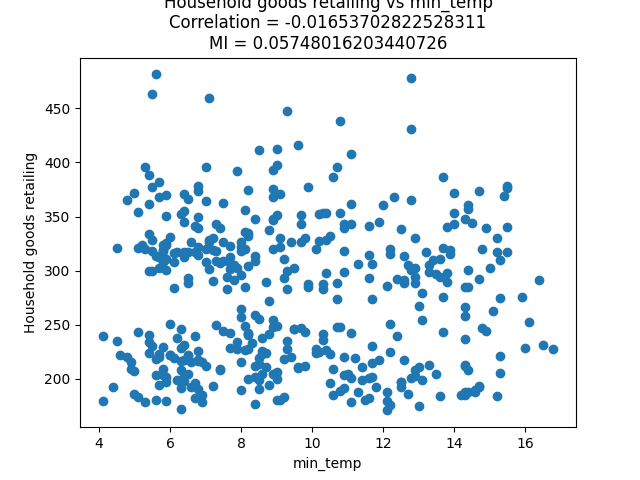 Household goods retailing vs min_temp
Correlation = -0.01653702822528311
MI = 0.05748016203440726
450
400
350
300
250
200
Household goods retailing
4 6 8 10 12 14 16
min_temp